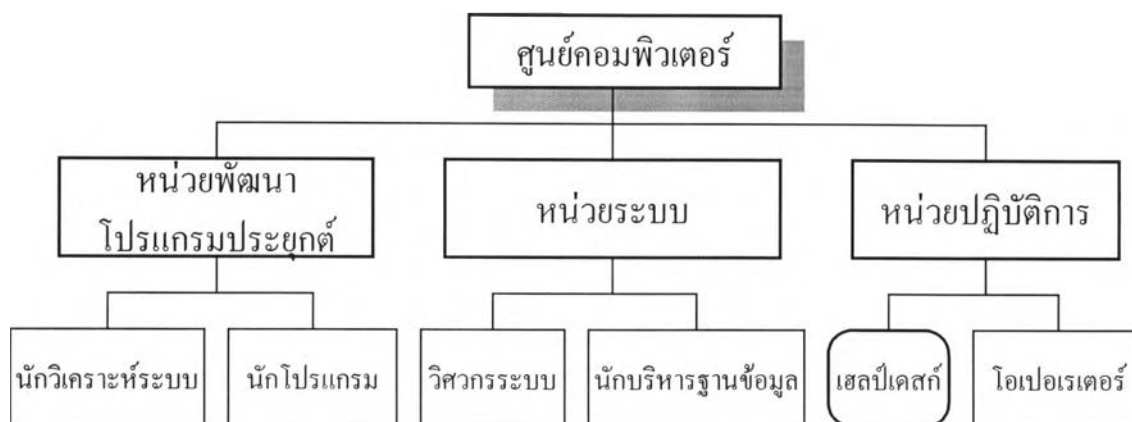 ศูนย์คอมพิวเตอร์
หน่วยพัฒนา
โปรแกรมประยุกต์
หน่วยระบบ
หน่วยปฏิบัติการ
นักวิเคราะห์ระบบ
นักโปรแกรม
วิศวกรระบบ
นักบริหารฐานข้อมูล
เฮลป์เดสก์
โอเปอเรเตอร์